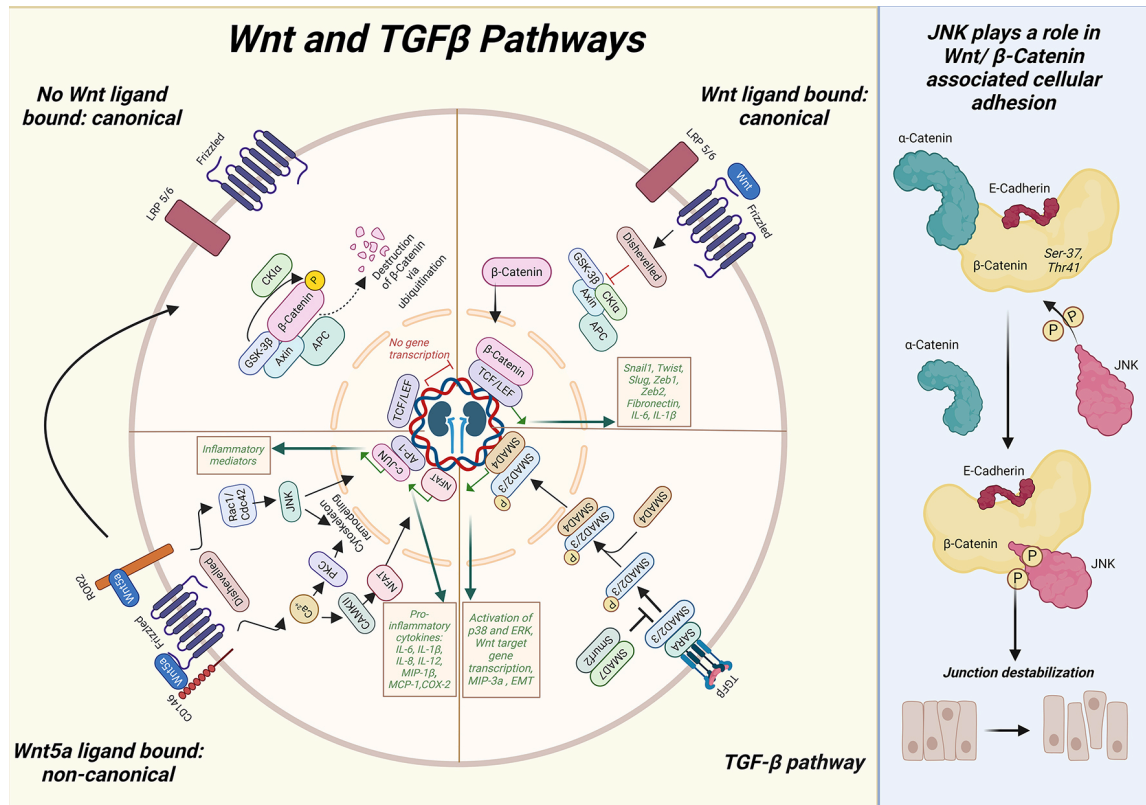 Wnt and TGFβ Pathways
No Wnt ligand
bound: canonical
LRP 5/6
Frizzled
CKIα
P
β-Catenin
GSK-3β
Axin
APC
Destruction
of β-Catenin
via
ubiquitination
No gene
transcription
TCF/LEF
Wnt ligand bound:
canonical
LRP 5/6
Wnt
Frizzled
Dishevelled
GSK-3β
Axin
CKIα
APC
β-Catenin
β-Catenin
TCF/LEF
Snail1, Twist,
Slug, Zeb1,
Zeb2,
Fibronectin,
IL-6, IL-1β
Inflammatory
mediators
AP-1
c-JUN
NFAT
Rac1/
Cdc42
JNK
Cytoskeleton
remodeling
PKC
Ca²⁺
CAMKII
NFAT
Dishevelled
ROR2
Wnt5a
Frizzled
Wnt5a
CD146
Pro-
inflammatory
cytokines:
IL-6, IL-1β,
IL-8, IL-12,
MIP-1β,
MCP-1,COX-2
Wnt5a ligand bound:
non-canonical
SMAD4
SMAD2/3
P
SMAD4
SMAD2/3
P
SMAD4
SMAD2/3
P
SMAD2/3
SARA
Smurf2
SMAD7
TGFβ
Activation of
p38 and ERK,
Wnt target
gene
transcription,
MIP-3a , EMT
TGF-β pathway
JNK plays a role in
Wnt/ β-Catenin
associated cellular
adhesion
α-Catenin
E-Cadherin
β-Catenin
Ser-37,
Thr41
P
P
JNK
α-Catenin
E-Cadherin
β-Catenin
P
P
JNK
Junction destabilization